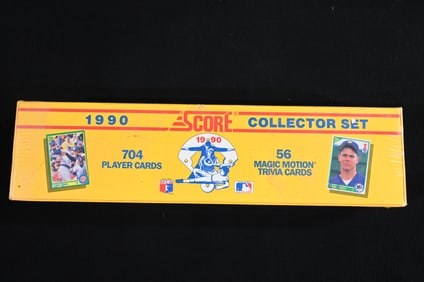 1990 SCORE COLLECTOR SET
1990
704
PLAYER CARDS
56
MAGIC MOTION
TRIVIA CARDS